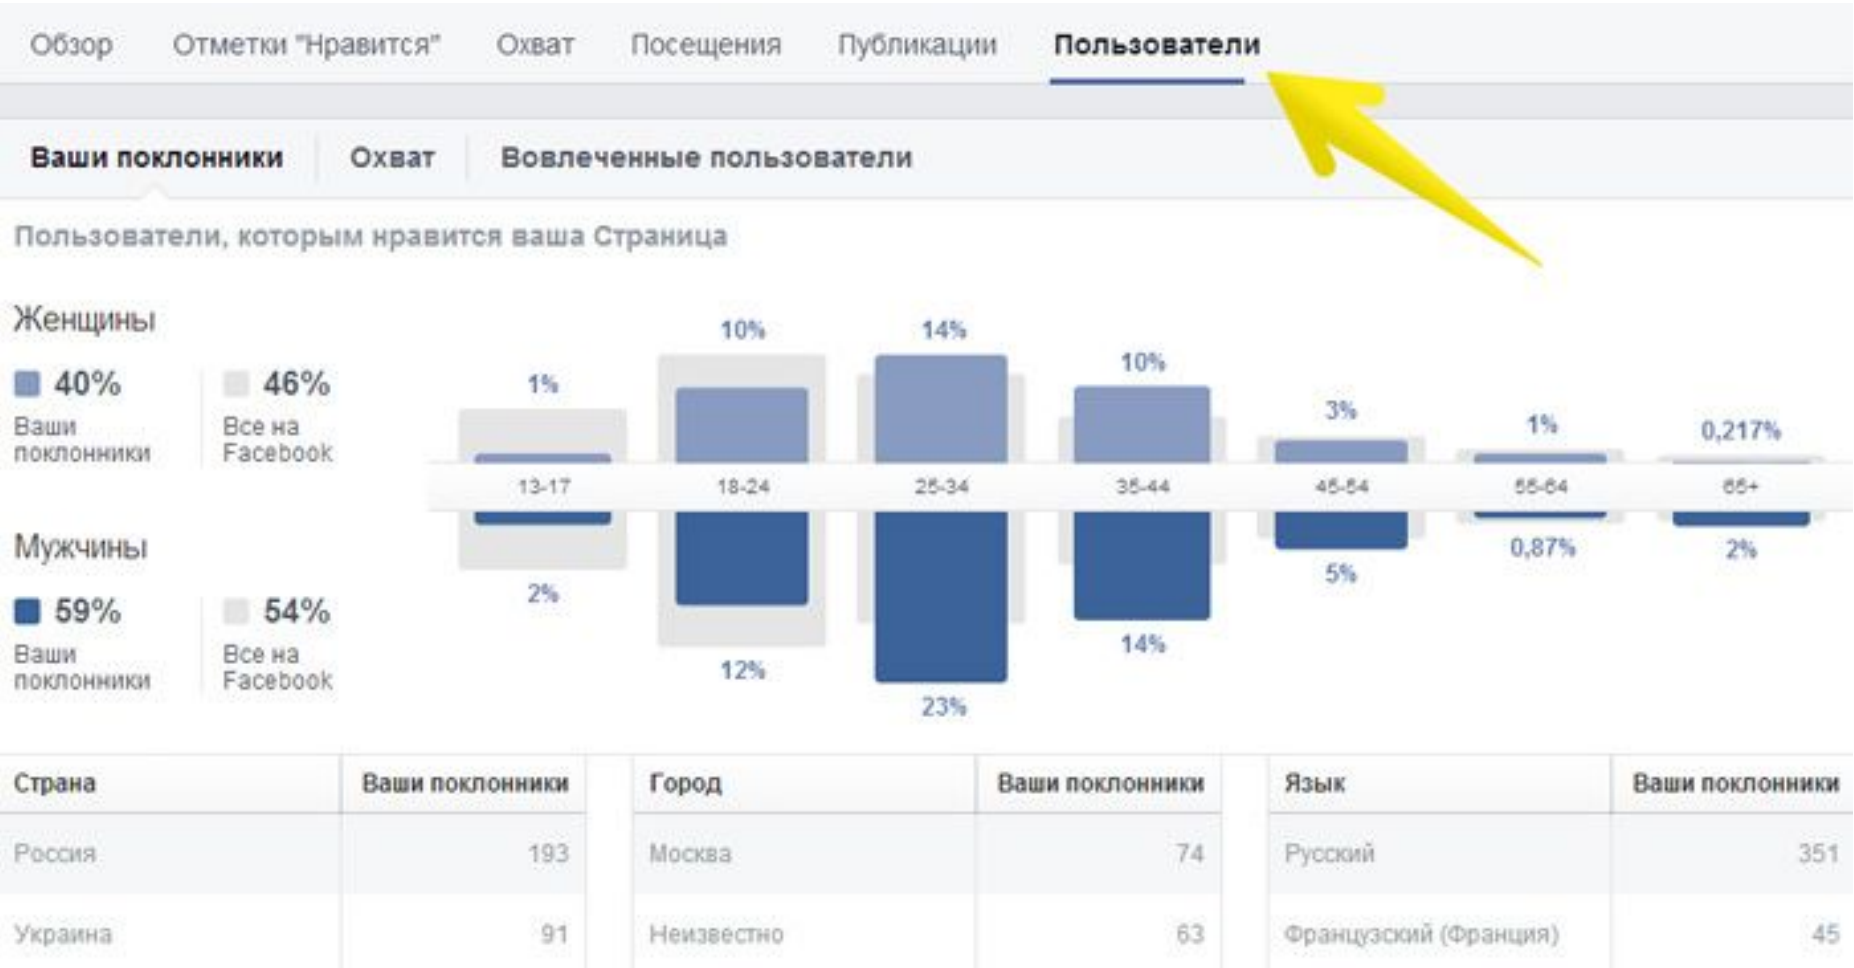 Обзор Отметки "Нравится" Охват Посещения Публикации Пользователи
Ваши поклонники Охват Вовлеченные пользователи
Пользователи, которым нравится ваша Страница
Женщины
40% 46%
Ваши поклонники Все на Facebook
10% 14% 10% 1% 3% 1% 0,217%
13-17 18-24 25-34 35-44 45-54 55-64 65+
Мужчины
59% 54%
Ваши поклонники Все на Facebook
2% 12% 23% 14% 5% 0,87% 2%
Страна Ваши поклонники Город Ваши поклонники Язык Ваши поклонники
Россия 193 Москва 74 Русский 351
Украина 91 Неизвестно 63 Французский (Франция) 45